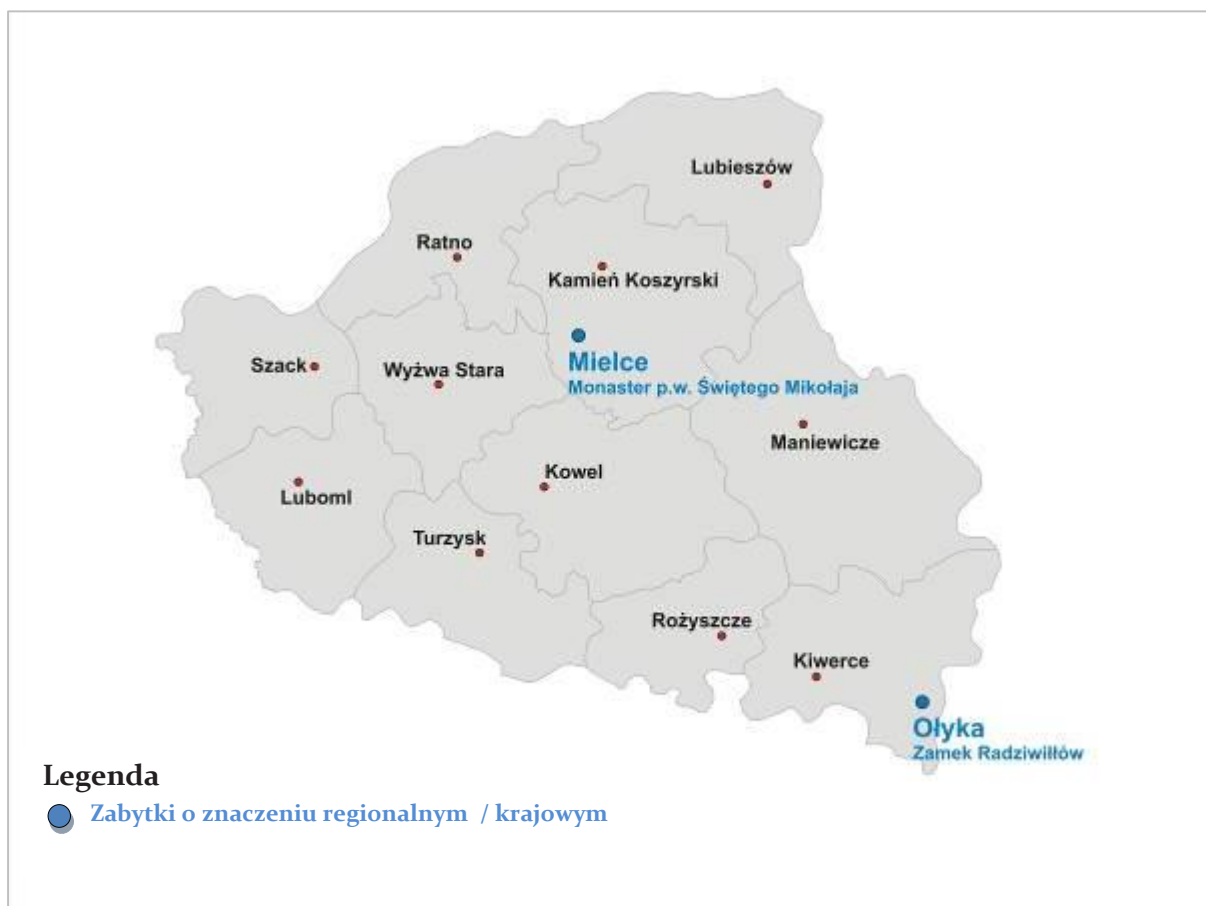 Lubieszów
Ratno
Kamień Koszyrski
Mielce
Monaster p.w. Świętego Mikołaja
Szack
Wyżwa Stara
Maniewicze
Kowel
Luboml
Turzysk
Rożyszcze
Kiwerce
Ołyka
Zamek Radziwiłłów
Legenda
Zabytki o znaczeniu regionalnym / krajowym